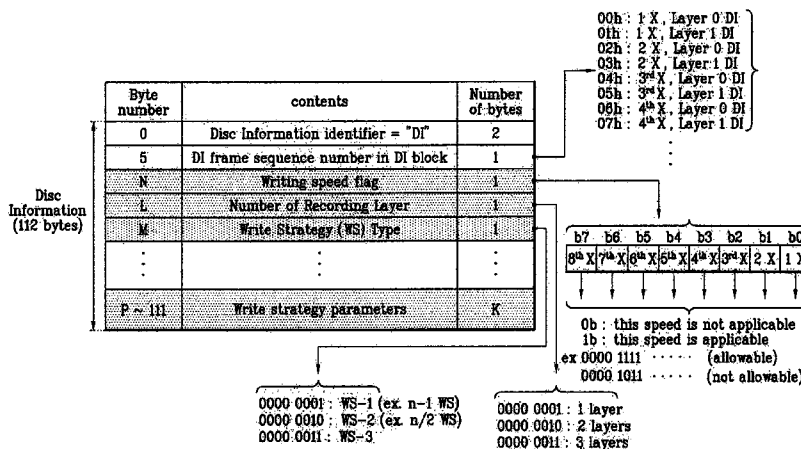 00h : 1 X , Layer 0 DI
01h : 1 X , Layer 1 DI
02h : 2 X , Layer 0 DI
03h : 2 X , Layer 1 DI
04h : 3rd X , Layer 0 DI
05h : 3rd X , Layer 1 DI
06h : 4th X , Layer 0 DI
07h : 4th X , Layer 1 DI
Byte number contents Number of bytes
0 Disc Information identifier = "DI" 2
5 DI frame sequence number in DI block 1
N Writing speed flag 1
L Number of Recording Layer 1
M Write Strategy (WS) Type 1
P ~ 111 Write strategy parameters K
Disc
Information
(112 bytes)
b7 b6 b5 b4 b3 b2 b1 b0
8th X 7th X 6th X 5th X 4th X 3rd X 2 X 1 X
0b : this speed is not applicable
1b : this speed is applicable
ex 0000 1111 ····· (allowable)
0000 1011 ····· (not allowable)
0000 0001 : WS-1 (ex. n-1 WS)
0000 0010 : WS-2 (ex. n/2 WS)
0000 0011 : WS-3
0000 0001 : 1 layer
0000 0010 : 2 layers
0000 0011 : 3 layers